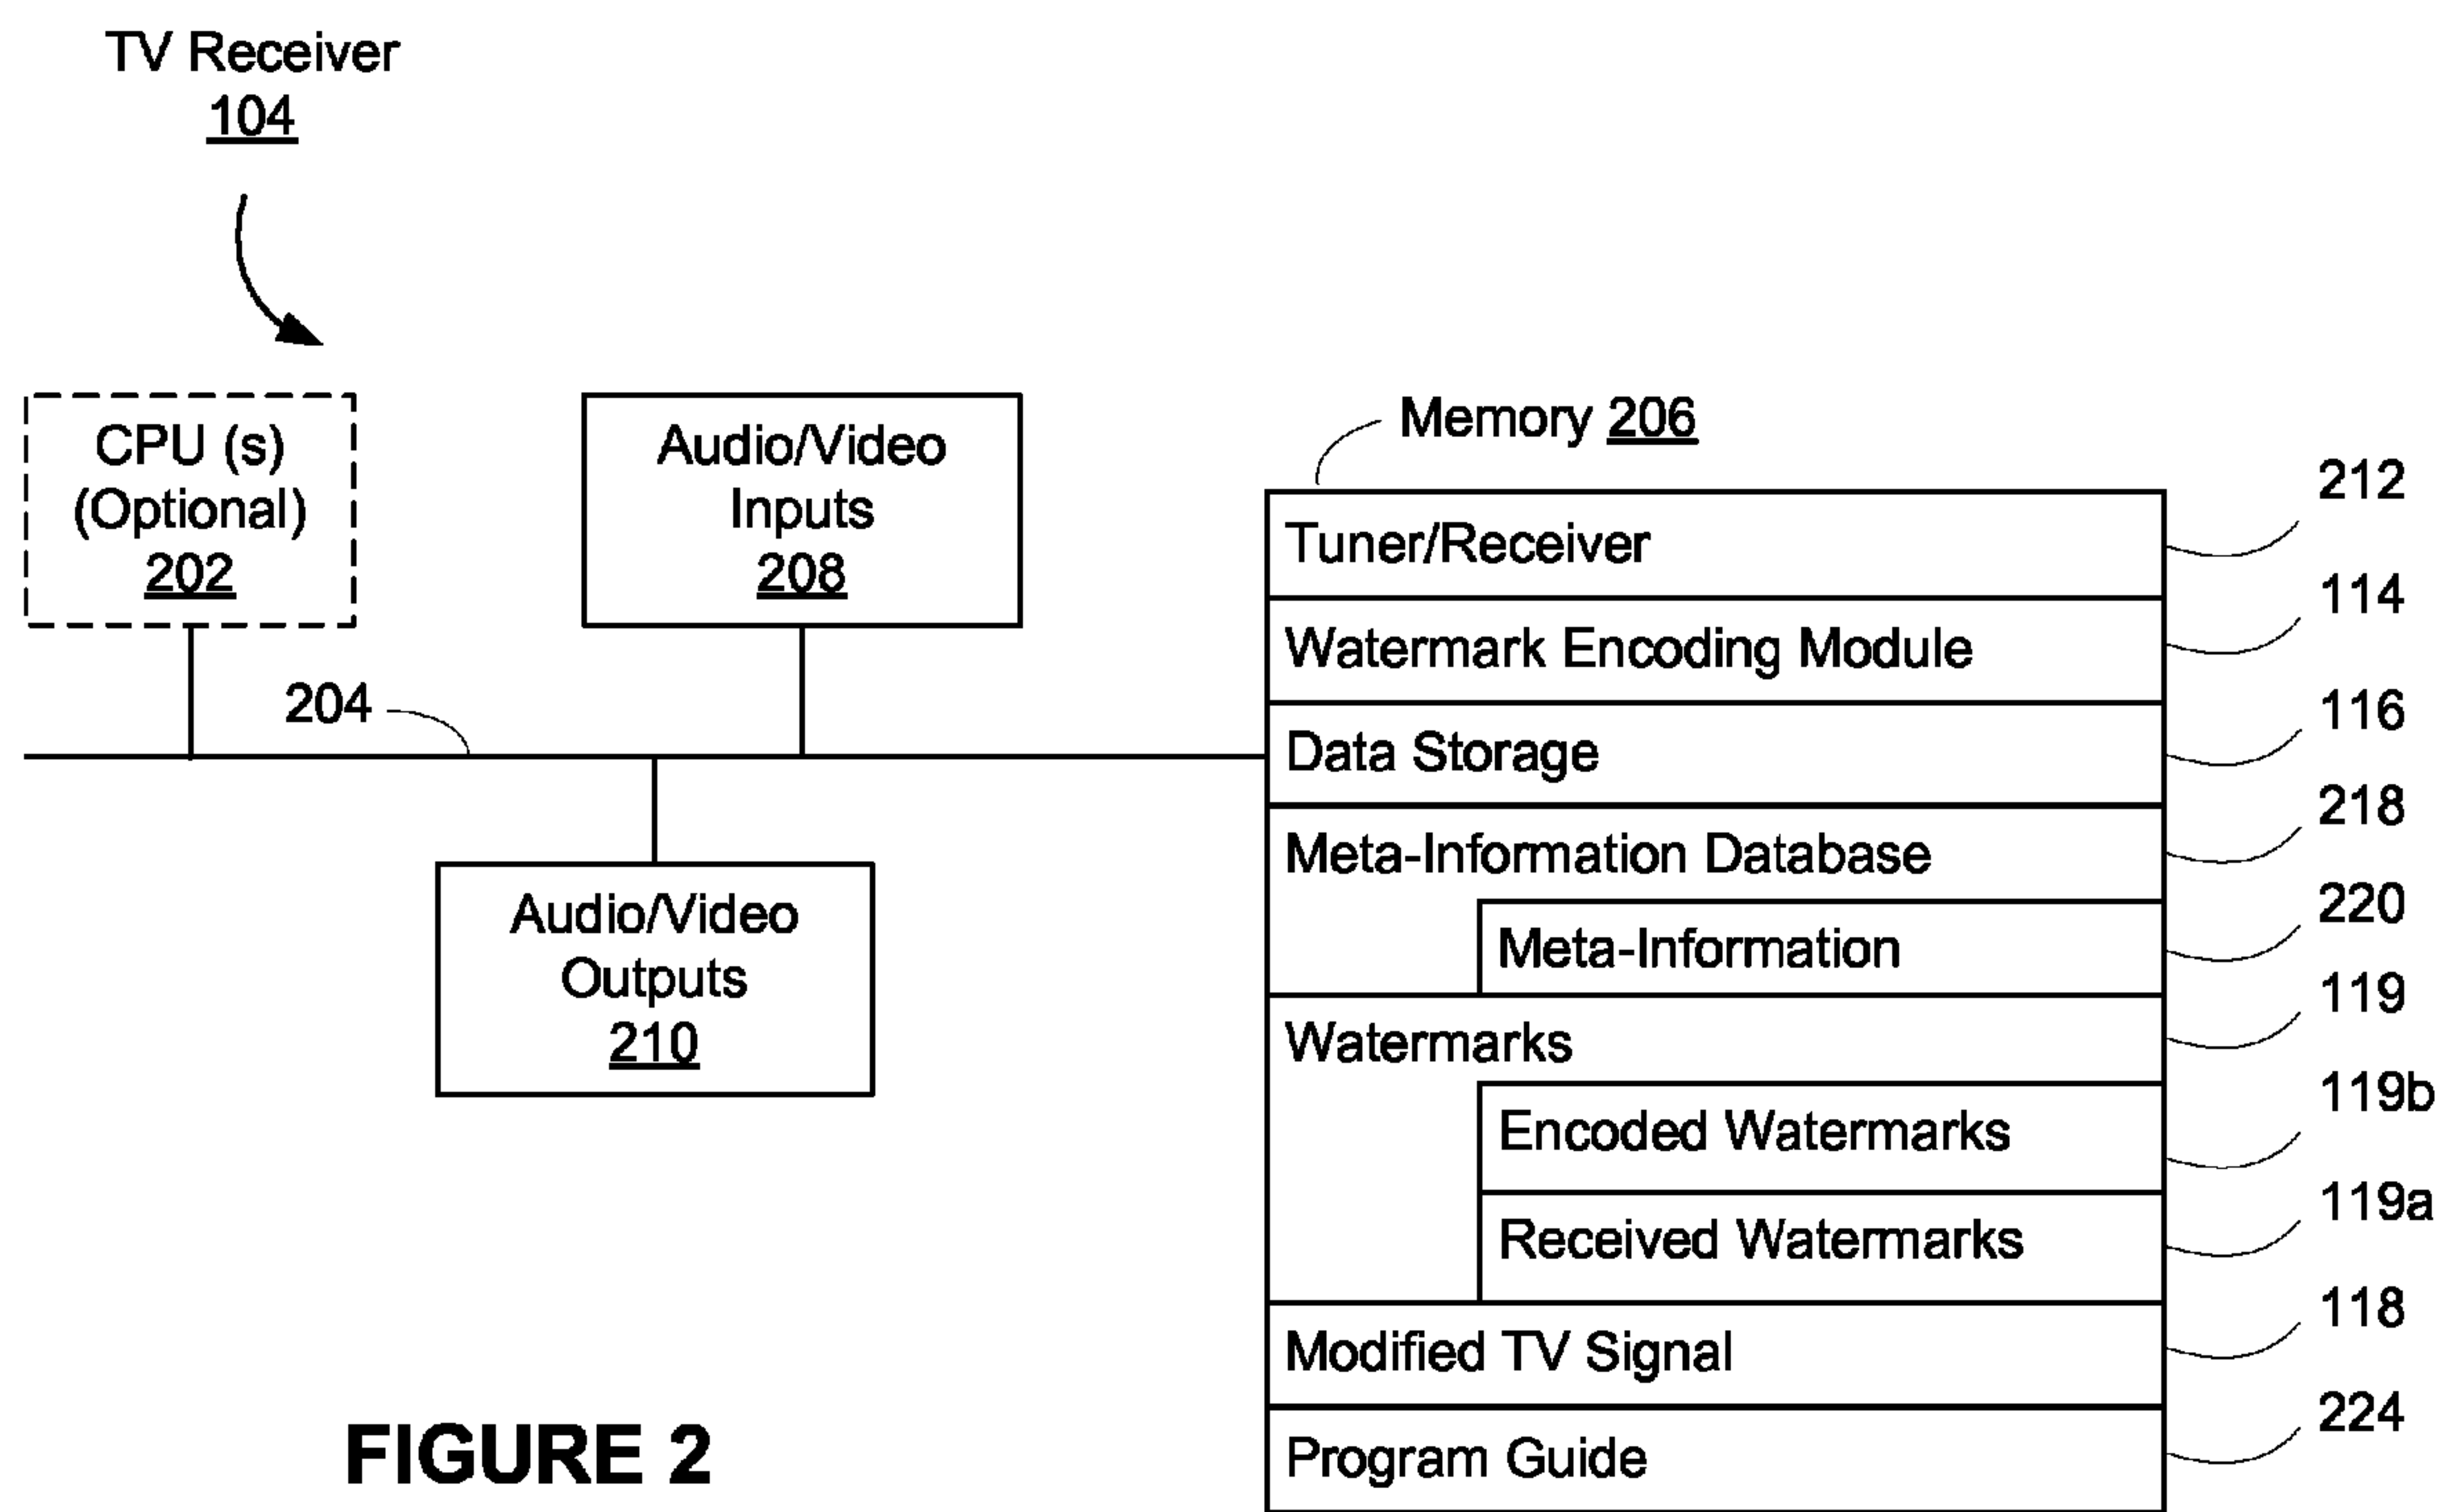 TV Receiver
104
CPU (s)
(Optional)
202
Audio/Video
Inputs
208
204
Audio/Video
Outputs
210
Memory 206
Tuner/Receiver
212
Watermark Encoding Module
114
Data Storage
116
Meta-Information Database
218
Meta-Information
220
Watermarks
119
Encoded Watermarks
119b
Received Watermarks
119a
Modified TV Signal
118
Program Guide
224
FIGURE 2